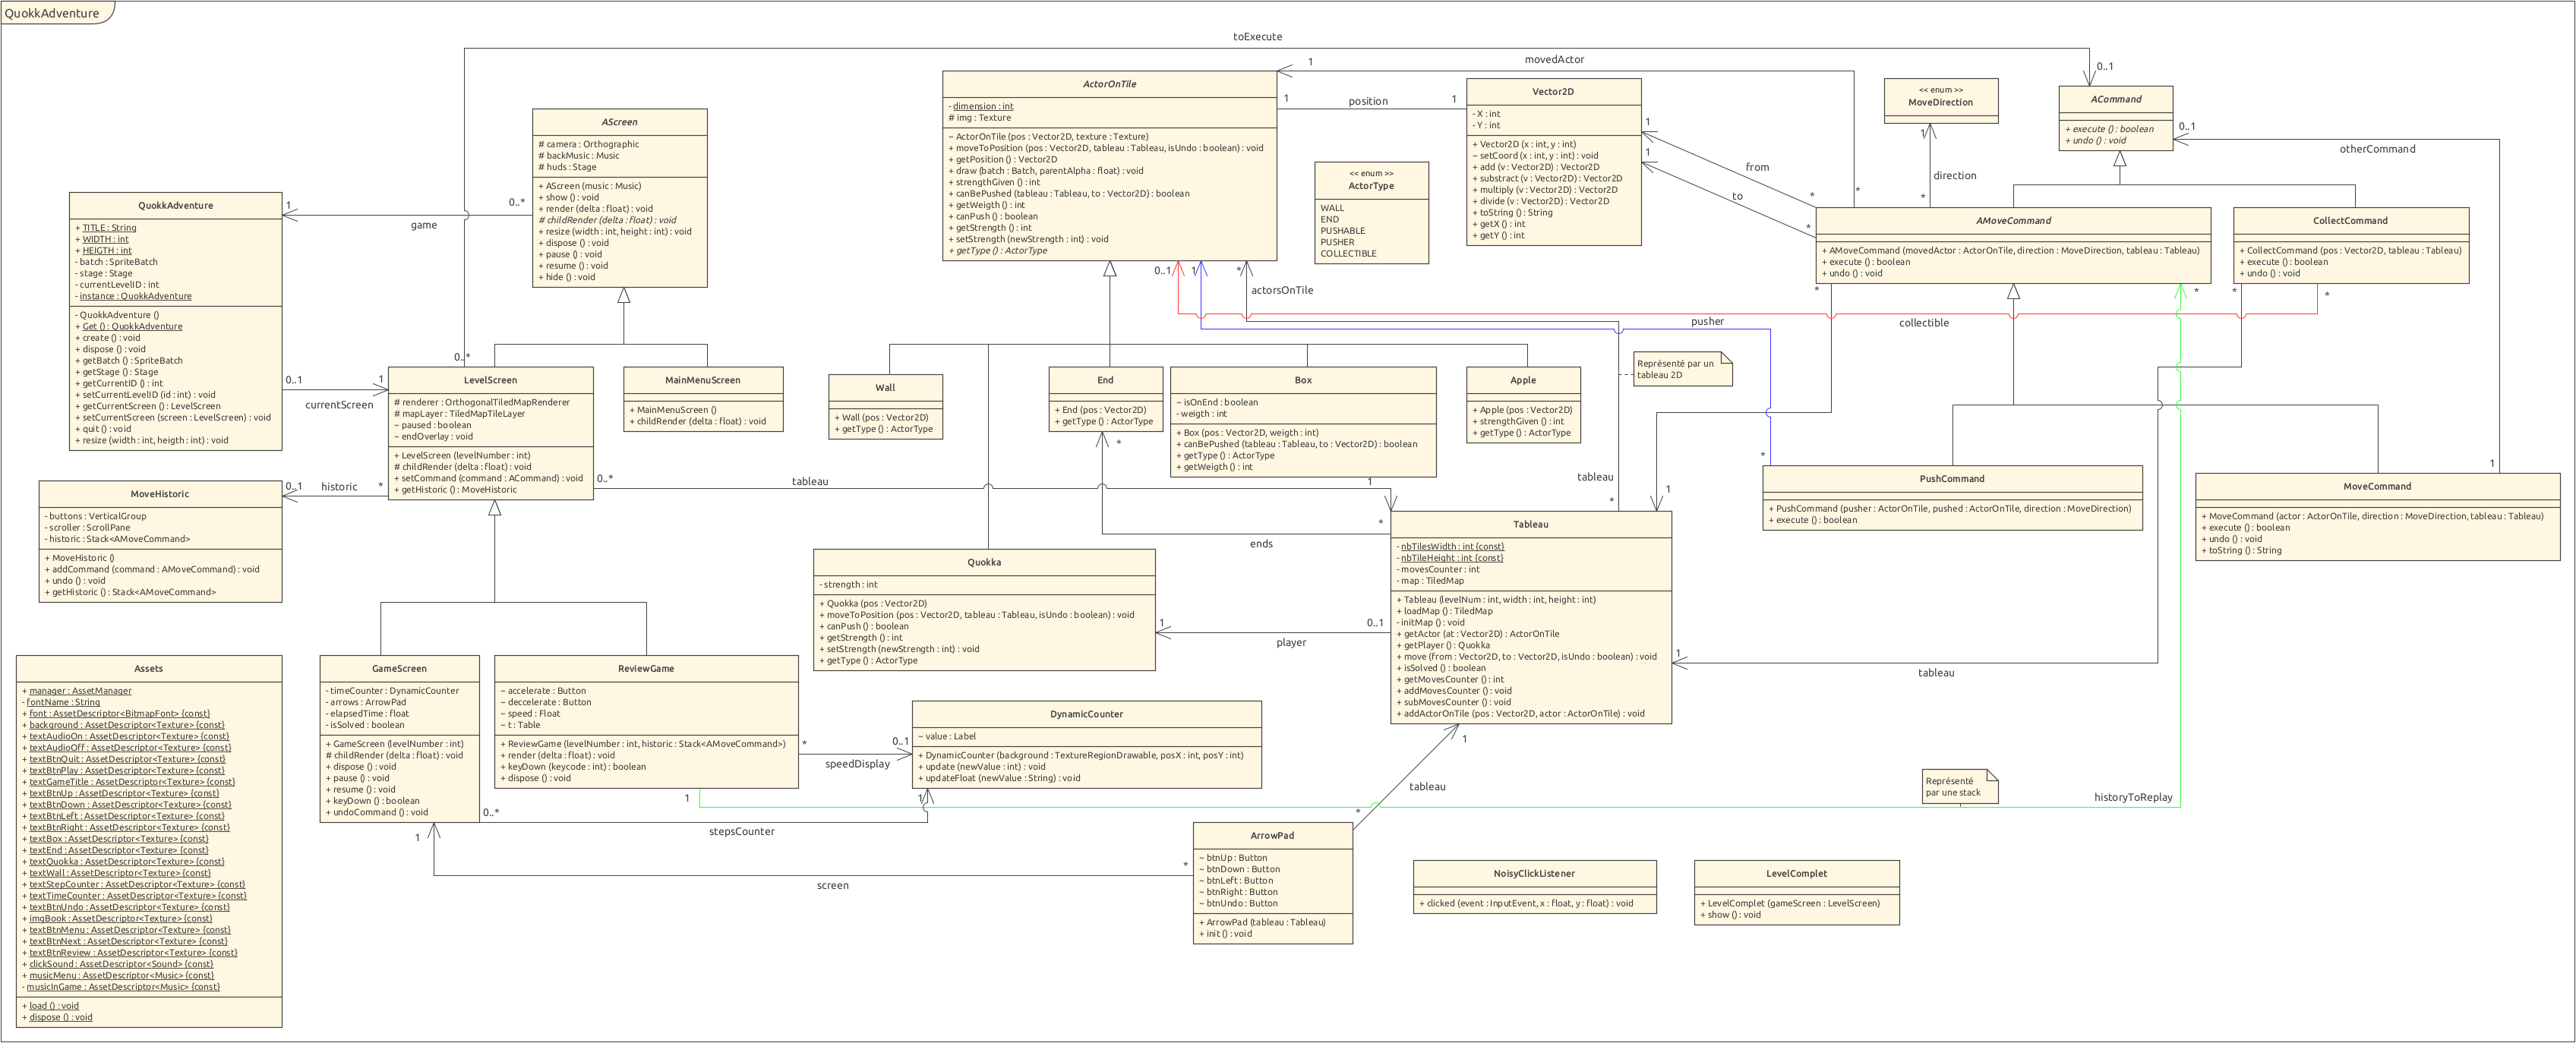 QuokkAdventure
toExecute
0..1
0..*
ACommand
+ execute () : boolean
+ undo () : void
0..1
otherCommand
1
<< enum >>
MoveDirection
1
direction
*
movedActor
1
*
ActorOnTile
- dimension : int
# img : Texture
~ ActorOnTile (pos : Vector2D, texture : Texture)
+ moveToPosition (pos : Vector2D, tableau : Tableau, isUndo : boolean) : void
+ getPosition () : Vector2D
+ draw (batch : Batch, parentAlpha : float) : void
+ strengthGiven () : int
+ canBePushed (tableau : Tableau, to : Vector2D) : boolean
+ getWeigth () : int
+ canPush () : boolean
+ getStrength () : int
+ setStrength (newStrength : int) : void
+ getType () : ActorType
1
position
1
Vector2D
- X : int
- Y : int
+ Vector2D (x : int, y : int)
~ setCoord (x : int, y : int) : void
+ add (v : Vector2D) : Vector2D
+ substract (v : Vector2D) : Vector2D
+ multiply (v : Vector2D) : Vector2D
+ divide (v : Vector2D) : Vector2D
+ toString () : String
+ getX () : int
+ getY () : int
1
from
*
1
to
*
<< enum >>
ActorType
WALL
END
PUSHABLE
PUSHER
COLLECTIBLE
AScreen
# camera : Orthographic
# backMusic : Music
# huds : Stage
+ AScreen (music : Music)
+ show () : void
+ render (delta : float) : void
# childRender (delta : float) : void
+ resize (width : int, height : int) : void
+ dispose () : void
+ pause () : void
+ resume () : void
+ hide () : void
1
game
0..*
QuokkAdventure
+ TITLE : String
+ WIDTH : int
+ HEIGTH : int
- batch : SpriteBatch
- stage : Stage
- currentLevelID : int
- instance : QuokkAdventure
- QuokkAdventure ()
+ Get () : QuokkAdventure
+ create () : void
+ dispose () : void
+ getBatch () : SpriteBatch
+ getStage () : Stage
+ getCurrentID () : int
+ setCurrentLevelID (id : int) : void
+ getCurrentScreen () : LevelScreen
+ setCurrentScreen (screen : LevelScreen) : void
+ quit () : void
+ resize (width : int, heigth : int) : void
0..1
currentScreen
1
AMoveCommand
+ AMoveCommand (movedActor : ActorOnTile, direction : MoveDirection, tableau : Tableau)
+ execute () : boolean
+ undo () : void
CollectCommand
+ CollectCommand (pos : Vector2D, tableau : Tableau)
+ execute () : boolean
+ undo () : void
0..1
collectible
*
1
pusher
*
*
actorsOnTile
tableau
*
Représenté par un
tableau 2D
*
1
LevelScreen
# renderer : OrthogonalTiledMapRenderer
# mapLayer : TiledMapTileLayer
~ paused : boolean
~ endOverlay : void
+ LevelScreen (levelNumber : int)
# childRender (delta : float) : void
+ setCommand (command : ACommand) : void
+ getHistoric () : MoveHistoric
MainMenuScreen
+ MainMenuScreen ()
+ childRender (delta : float) : void
Wall
+ Wall (pos : Vector2D)
+ getType () : ActorType
End
+ End (pos : Vector2D)
+ getType () : ActorType
Box
~ isOnEnd : boolean
- weigth : int
+ Box (pos : Vector2D, weigth : int)
+ canBePushed (tableau : Tableau, to : Vector2D) : boolean
+ getType () : ActorType
+ getWeigth () : int
Apple
+ Apple (pos : Vector2D)
+ strengthGiven () : int
+ getType () : ActorType
0..*
tableau
1
*
ends
*
0..1
historic
*
MoveHistoric
- buttons : VerticalGroup
- scroller : ScrollPane
- historic : Stack<AMoveCommand>
+ MoveHistoric ()
+ addCommand (command : AMoveCommand) : void
+ undo () : void
+ getHistoric () : Stack<AMoveCommand>
PushCommand
+ PushCommand (pusher : ActorOnTile, pushed : ActorOnTile, direction : MoveDirection)
+ execute () : boolean
MoveCommand
+ MoveCommand (actor : ActorOnTile, direction : MoveDirection, tableau : Tableau)
+ execute () : boolean
+ undo () : void
+ toString () : String
Tableau
- nbTilesWidth : int {const}
- nbTileHeight : int {const}
- movesCounter : int
- map : TiledMap
+ Tableau (levelNum : int, width : int, height : int)
+ loadMap () : TiledMap
- initMap () : void
+ getActor (at : Vector2D) : ActorOnTile
+ getPlayer () : Quokka
+ move (from : Vector2D, to : Vector2D, isUndo : boolean) : void
+ isSolved () : boolean
+ getMovesCounter () : int
+ addMovesCounter () : void
+ subMovesCounter () : void
+ addActorOnTile (pos : Vector2D, actor : ActorOnTile) : void
Quokka
- strength : int
+ Quokka (pos : Vector2D)
+ moveToPosition (pos : Vector2D, tableau : Tableau, isUndo : boolean) : void
+ canPush () : boolean
+ getStrength () : int
+ setStrength (newStrength : int) : void
+ getType () : ActorType
1
player
0..1
1
tableau
*
Assets
+ manager : AssetManager
- fontName : String
+ font : AssetDescriptor<BitmapFont> {const}
+ background : AssetDescriptor<Texture> {const}
+ textAudioOn : AssetDescriptor<Texture> {const}
+ textAudioOff : AssetDescriptor<Texture> {const}
+ textBtnQuit : AssetDescriptor<Texture> {const}
+ textBtnPlay : AssetDescriptor<Texture> {const}
+ textGameTitle : AssetDescriptor<Texture> {const}
+ textBtnUp : AssetDescriptor<Texture> {const}
+ textBtnDown : AssetDescriptor<Texture> {const}
+ textBtnLeft : AssetDescriptor<Texture> {const}
+ textBtnRight : AssetDescriptor<Texture> {const}
+ textBox : AssetDescriptor<Texture> {const}
+ textEnd : AssetDescriptor<Texture> {const}
+ textQuokka : AssetDescriptor<Texture> {const}
+ textWall : AssetDescriptor<Texture> {const}
+ textStepCounter : AssetDescriptor<Texture> {const}
+ textTimeCounter : AssetDescriptor<Texture> {const}
+ textBtnUndo : AssetDescriptor<Texture> {const}
+ imgBook : AssetDescriptor<Texture> {const}
+ textBtnMenu : AssetDescriptor<Texture> {const}
+ textBtnNext : AssetDescriptor<Texture> {const}
+ textBtnReview : AssetDescriptor<Texture> {const}
+ clickSound : AssetDescriptor<Sound> {const}
+ musicMenu : AssetDescriptor<Music> {const}
- musicInGame : AssetDescriptor<Music> {const}
+ load () : void
+ dispose () : void
GameScreen
- timeCounter : DynamicCounter
- arrows : ArrowPad
- elapsedTime : float
- isSolved : boolean
+ GameScreen (levelNumber : int)
# childRender (delta : float) : void
+ dispose () : void
+ pause () : void
+ resume () : void
+ keyDown () : boolean
+ undoCommand () : void
ReviewGame
~ accelerate : Button
~ deccelerate : Button
~ speed : Float
~ t : Table
+ ReviewGame (levelNumber : int, historic : Stack<AMoveCommand>)
+ render (delta : float) : void
+ keyDown (keycode : int) : boolean
+ dispose () : void
*
speedDisplay
0..1
DynamicCounter
~ value : Label
+ DynamicCounter (background : TextureRegionDrawable, posX : int, posY : int)
+ update (newValue : int) : void
+ updateFloat (newValue : String) : void
0..*
stepsCounter
1
1
historyToReplay
*
Représenté
par une stack
1
screen
*
1
tableau
*
ArrowPad
~ btnUp : Button
~ btnDown : Button
~ btnLeft : Button
~ btnRight : Button
~ btnUndo : Button
+ ArrowPad (tableau : Tableau)
+ init () : void
NoisyClickListener
+ clicked (event : InputEvent, x : float, y : float) : void
LevelComplet
+ LevelComplet (gameScreen : LevelScreen)
+ show () : void